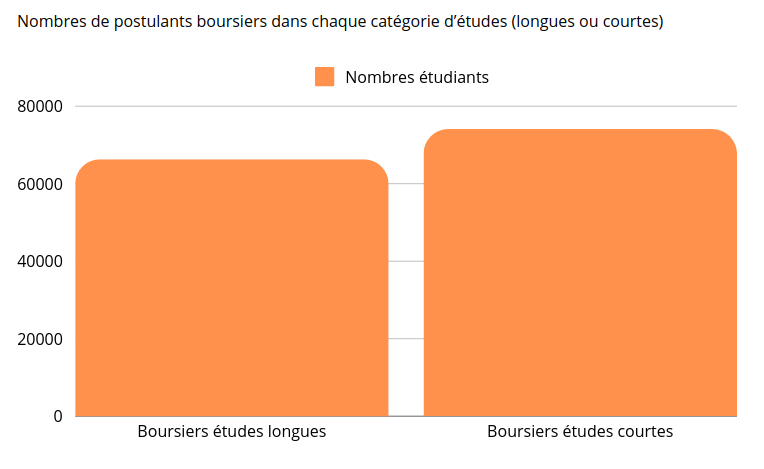 Nombres de postulants boursiers dans chaque catégorie d’études (longues ou courtes)
Nombres étudiants
80000
60000
40000
20000
0
Boursiers études longues
Boursiers études courtes